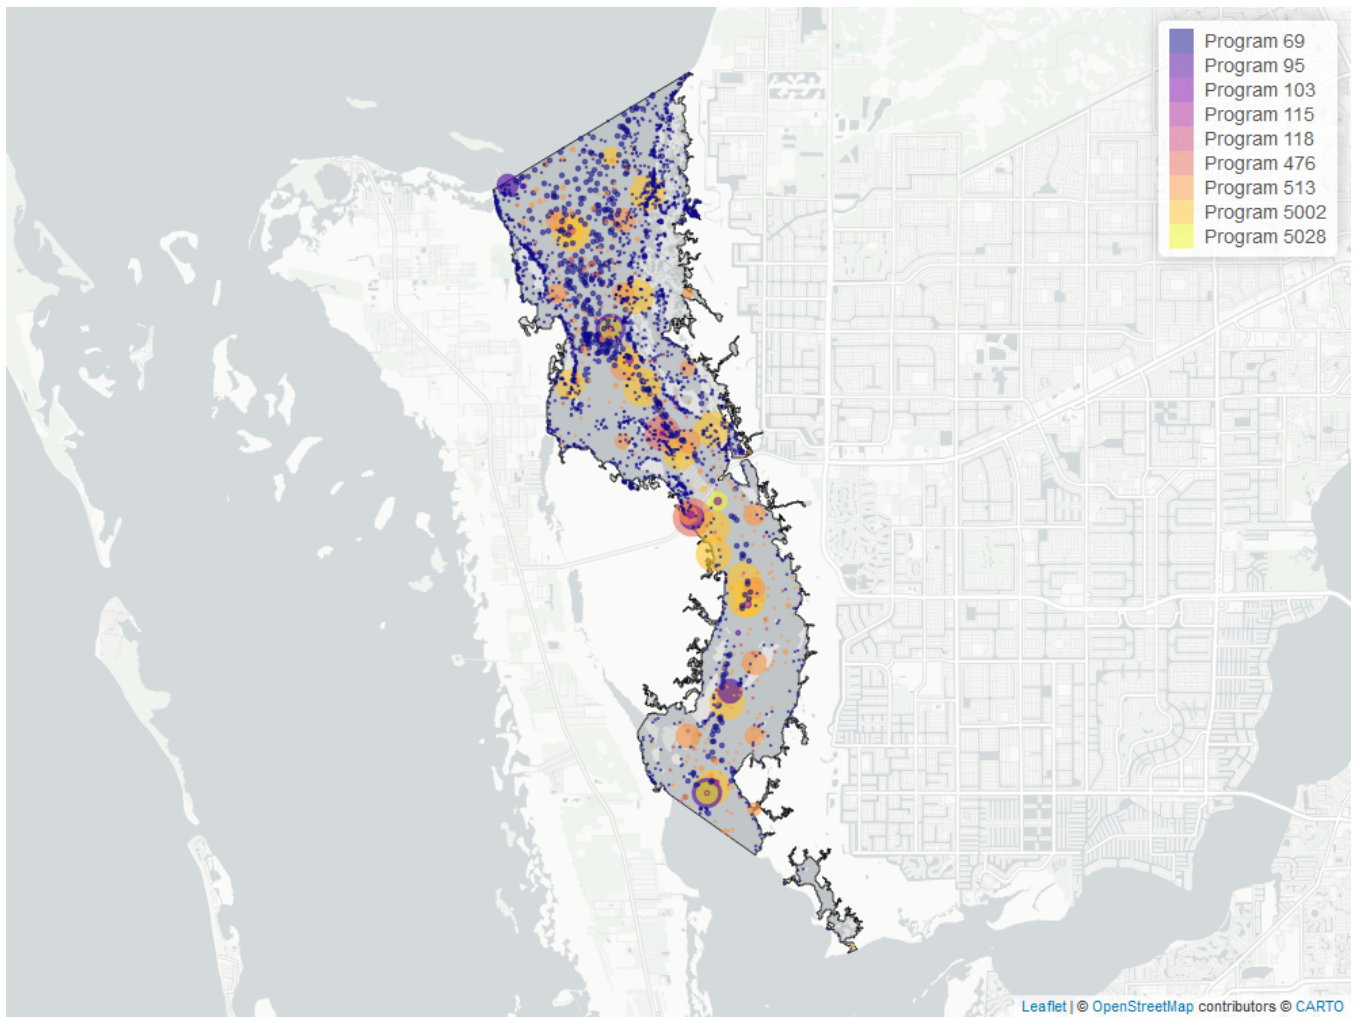 Program 69
Program 95
Program 103
Program 115
Program 118
Program 476
Program 513
Program 5002
Program 5028
Leaflet | © OpenStreetMap contributors © CARTO